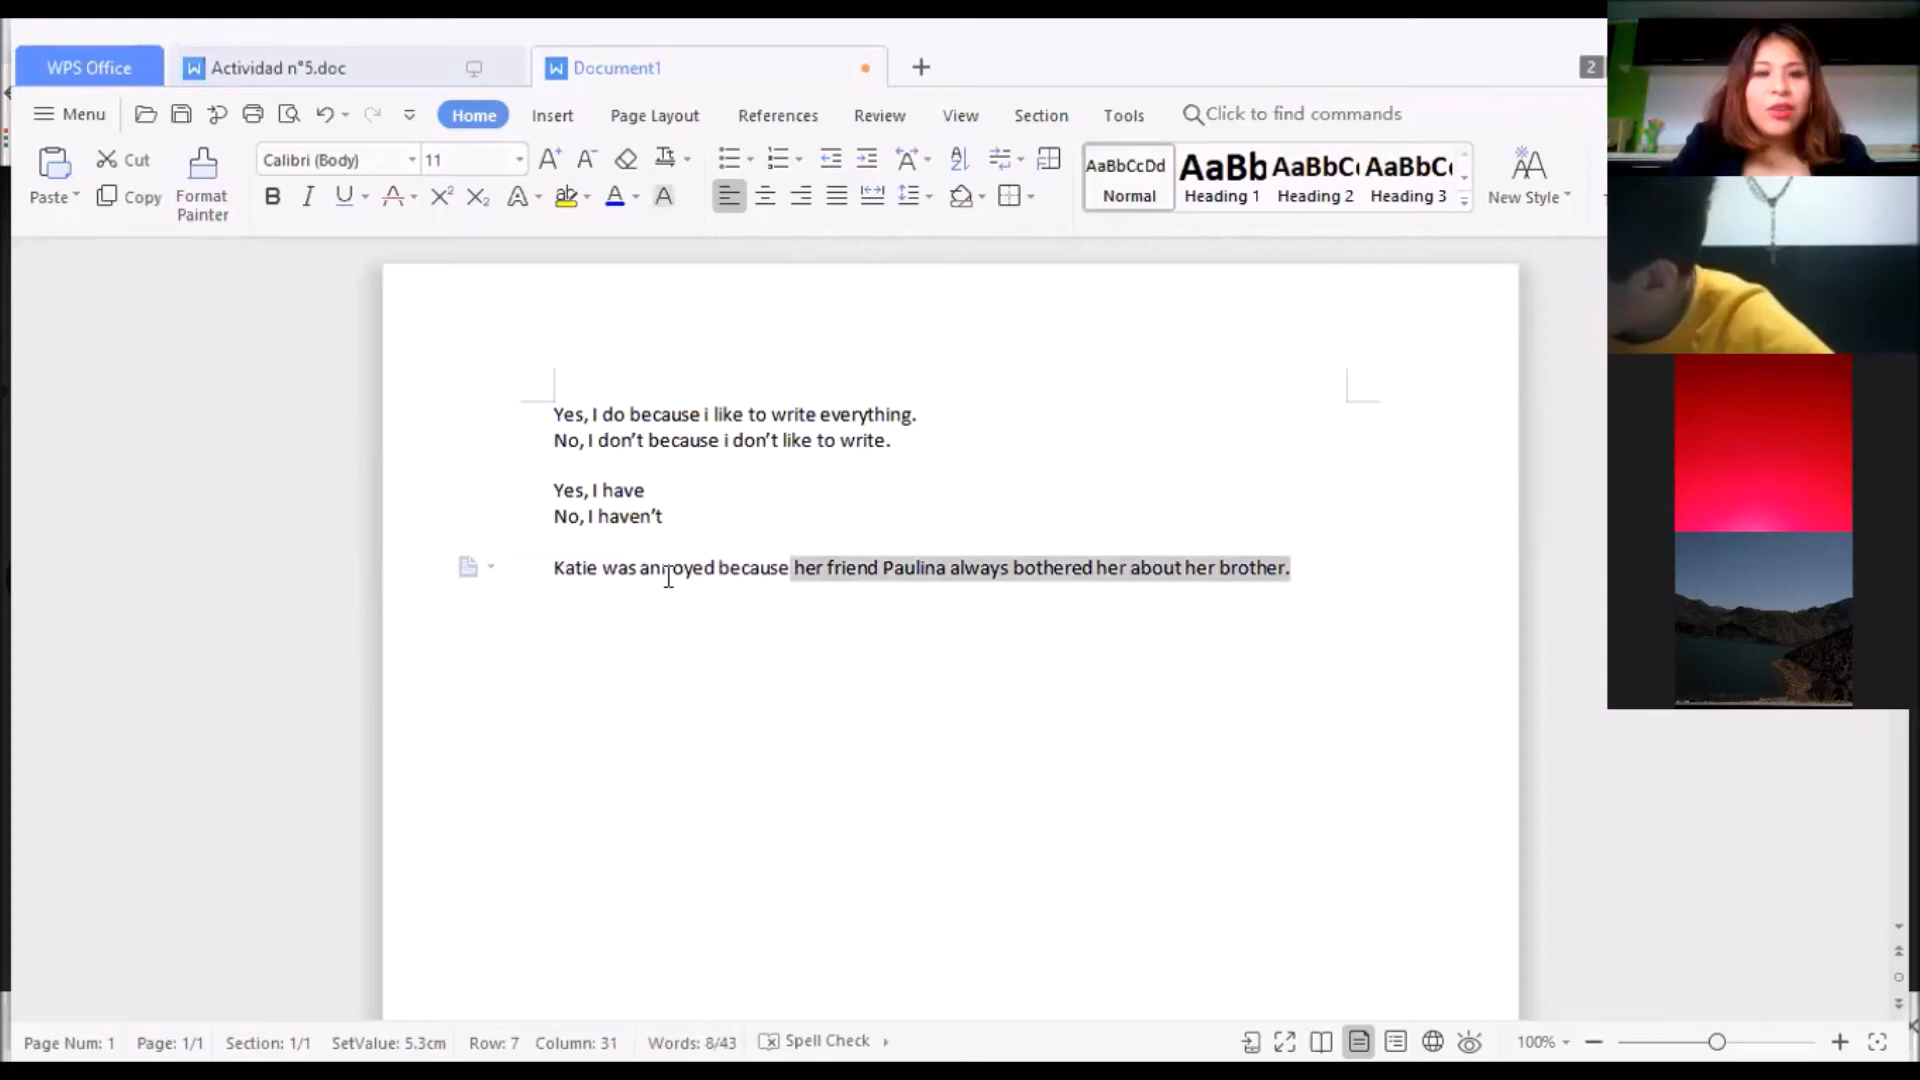 WPS Office
Actividad n°5.doc
Document1
2
Menu
Home
Insert
Page Layout
References
Review
View
Section
Tools
Click to find commands
Paste
Cut
Copy
Format
Painter
Calibri (Body)
11
AaBbCcDd
Normal
AaBb
Heading 1
AaBbC
Heading 2
AaBbC
Heading 3
New Style
Yes, I do because i like to write everything.
No, I don’t because i don’t like to write.
Yes, I have
No, I haven’t
Katie was annoyed because her friend Paulina always bothered her about her brother.
Page Num: 1
Page: 1/1
Section: 1/1
SetValue: 5.3cm
Row: 7
Column: 31
Words: 8/43
Spell Check
100%